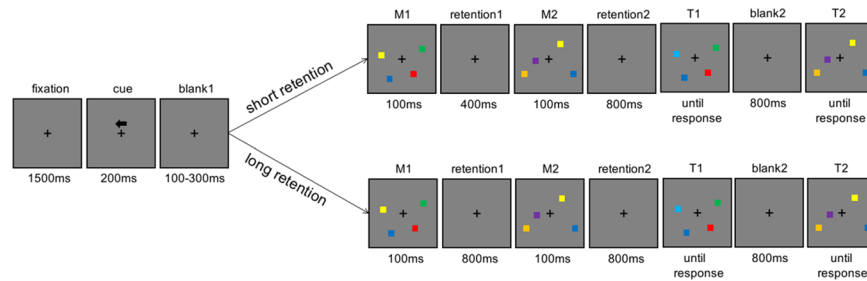 M1 retention1 M2 retention2 T1 blank2 T2
short retention
100ms 400ms 100ms 800ms until response 800ms until response
fixation cue blank1
1500ms 200ms 100-300ms
long retention
M1 retention1 M2 retention2 T1 blank2 T2
100ms 800ms 100ms 800ms until response 800ms until response